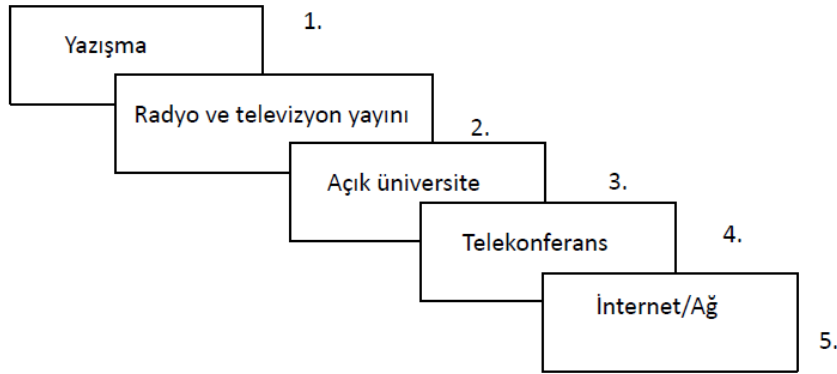 Yazışma
1.
Radyo ve televizyon yayını
2.
Açık üniversite
3.
Telekonferans
4.
İnternet/Ağ
5.